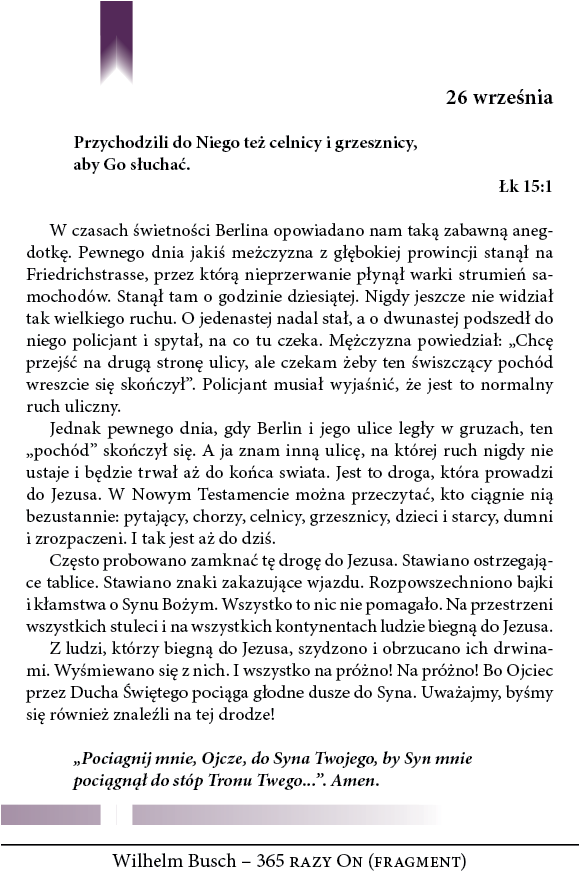 26 września
Przychodzili do Niego też celnicy i grzesznicy,
aby Go słuchać.
Łk 15:1
W czasach świetności Berlina opowiadano nam taką zabawną aneg-
dotkę. Pewnego dnia jakiś meżczyzna z głębokiej prowincji stanął na
Friedrichstrasse, przez którą nieprzerwanie płynął warki strumień sa-
mochodów. Stanął tam o godzinie dziesiątej. Nigdy jeszcze nie widział
tak wielkiego ruchu. O jedenastej nadal stał, a o dwunastej podszedł do
niego policjant i spytał, na co tu czeka. Mężczyzna powiedział: „Chcę
przejść na drugą stronę ulicy, ale czekam żeby ten świszczący pochód
wreszcie się skończył”. Policjant musiał wyjaśnić, że jest to normalny
ruch uliczny.
Jednak pewnego dnia, gdy Berlin i jego ulice legły w gruzach, ten
„pochód” skończył się. A ja znam inną ulicę, na której ruch nigdy nie
ustaje i będzie trwał aż do końca swiata. Jest to droga, która prowadzi
do Jezusa. W Nowym Testamencie można przeczytać, kto ciągnie nią
bezustannie: pytający, chorzy, celnicy, grzesznicy, dzieci i starcy, dumni
i zrozpaczeni. I tak jest aż do dziś.
Często probowano zamknać tę drogę do Jezusa. Stawiano ostrzegają-
ce tablice. Stawiano znaki zakazujące wjazdu. Rozpowszechniono bajki
i kłamstwa o Synu Bożym. Wszystko to nic nie pomagało. Na przestrzeni
wszystkich stuleci i na wszystkich kontynentach ludzie biegną do Jezusa.
Z ludzi, którzy biegną do Jezusa, szydzono i obrzucano ich drwina-
mi. Wyśmiewano się z nich. I wszystko na próżno! Na próżno! Bo Ojciec
przez Ducha Świętego pociąga głodne dusze do Syna. Uważajmy, byśmy
się również znaleźli na tej drodze!
„Pociagnij mnie, Ojcze, do Syna Twojego, by Syn mnie
pociągnął do stóp Tronu Twego...”. Amen.
Wilhelm Busch – 365 RAZY ON (FRAGMENT)